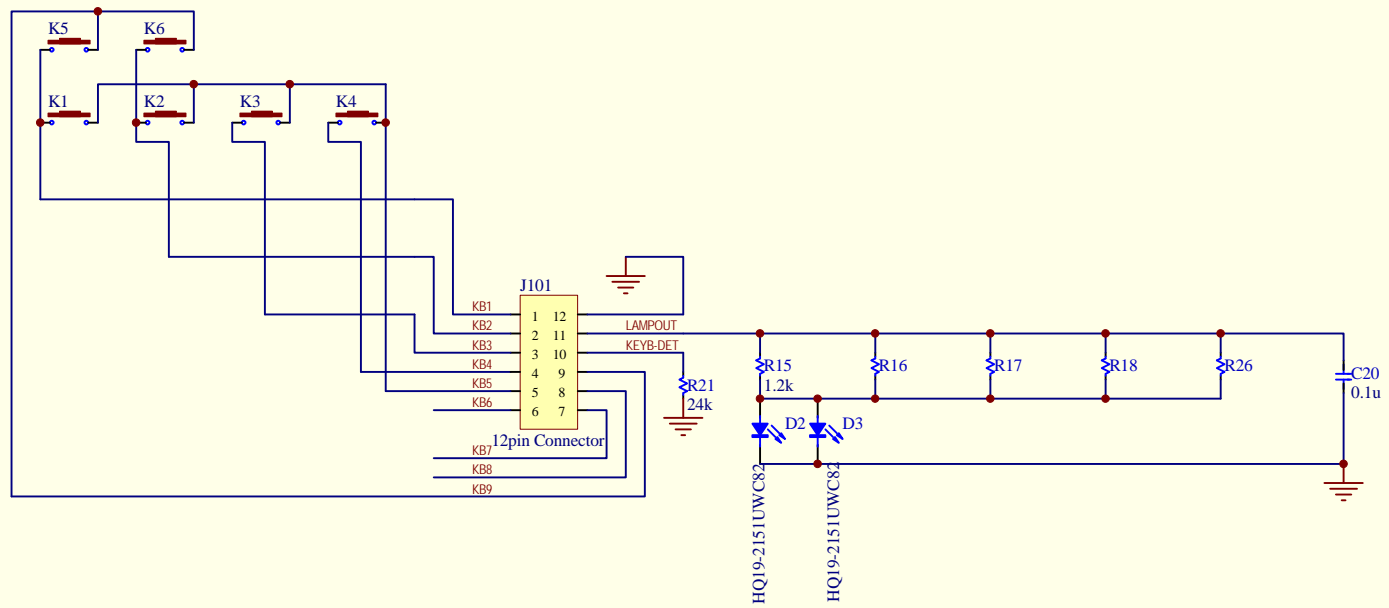 K5
K6
K1
K2
K3
K4
J101
KB1
1
12
KB2
2
11
LAMPOUT
KB3
3
10
KEYB-DET
KB4
4
9
KB5
5
8
KB6
6
7
12pin Connector
KB7
KB8
KB9
R21
24k
R15
1.2k
R16
R17
R18
R26
C20
0.1u
D2
D3
HQ19-2151UWC82
HQ19-2151UWC82